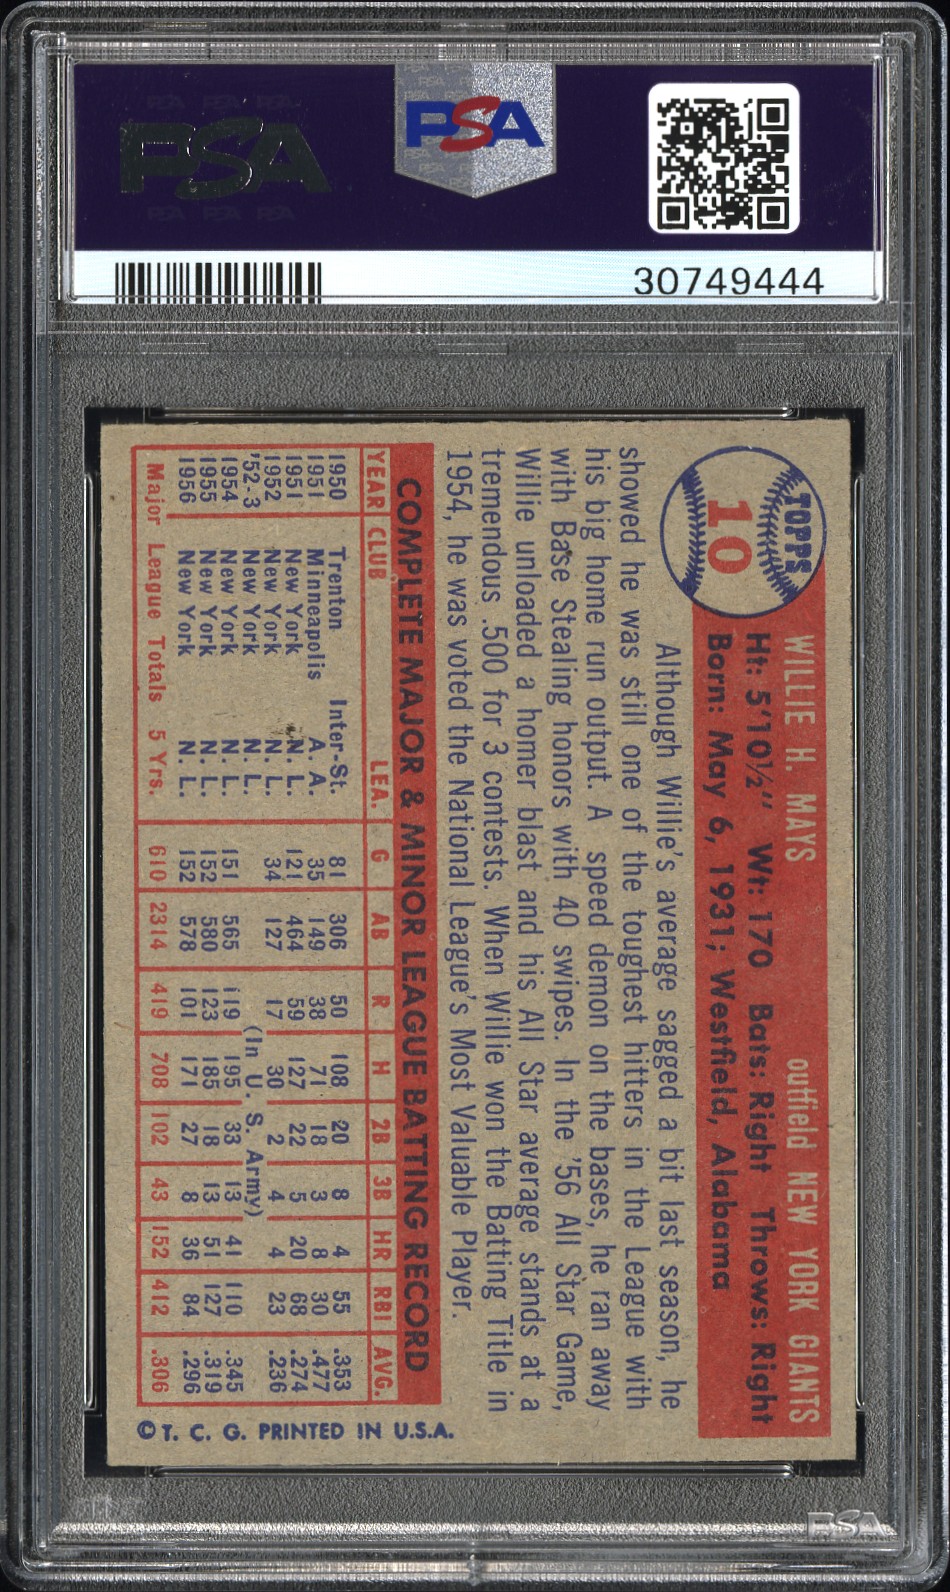 PSA
PSA
30749444
TOPPS
10
WILLIE H. MAYS outfield NEW YORK GIANTS
Ht: 5'10½" Wt: 170 Bats: Right Throws: Right
Born: May 6, 1931; Westfield, Alabama
Although Willie's average sagged a bit last season, he
showed he was still one of the toughest hitters in the League with
his big home run output. A speed demon on the bases, he ran away
with Base Stealing honors with 40 swipes. In the '56 All Star Game,
Willie unloaded a homer blast and his All Star average stands at a
tremendous .500 for 3 contests. When Willie won the Batting Title in
1954, he was voted the National League's Most Valuable Player.
COMPLETE MAJOR & MINOR LEAGUE BATTING RECORD
YEAR CLUB LEA. G AB R H 2B 3B HR RBI AVG.
1950 Trenton Inter-St. 81 306 50 108 20 8 4 55 .353
1951 Minneapolis A. A. 35 149 38 71 18 3 8 30 .477
1951 New York N. L. 121 464 59 127 22 5 20 68 .274
1952 New York N. L. 34 127 17 30 2 4 4 23 .236
'52-3 New York N. L. (In U. S. Army)
1954 New York N. L. 151 565 119 195 33 13 41 110 .345
1955 New York N. L. 152 580 123 185 18 13 51 127 .319
1956 New York N. L. 152 578 101 171 27 8 36 84 .296
Major League Totals 5 Yrs. 610 2314 419 708 102 43 152 412 .306
© T. C. G. PRINTED IN U.S.A.
PSA